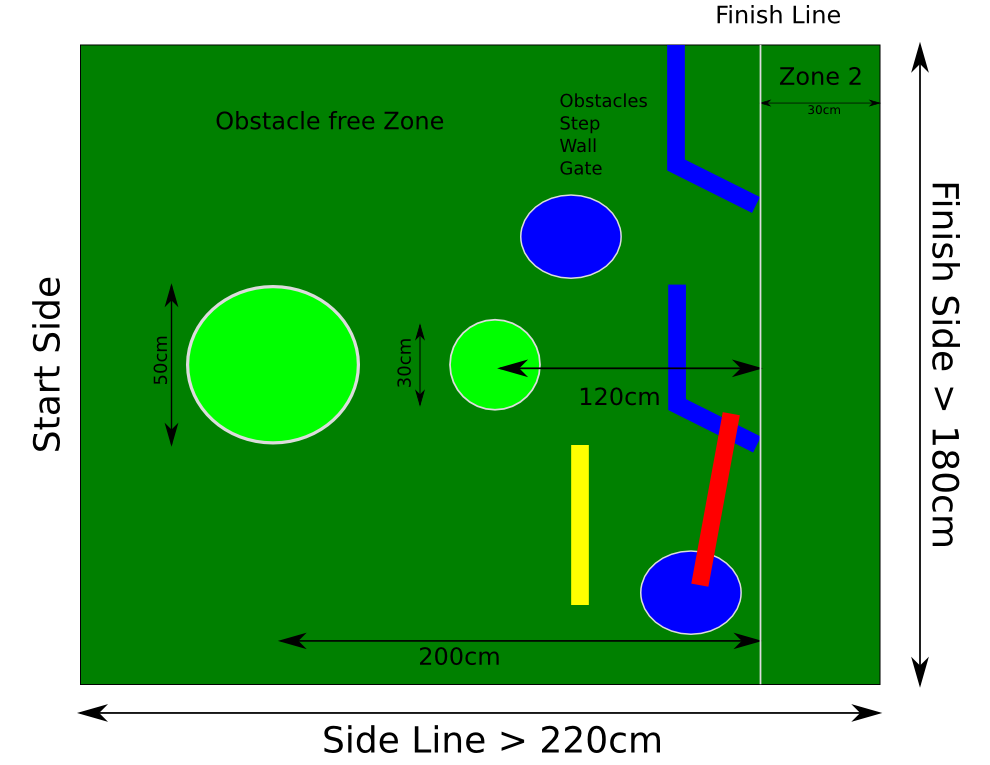 Finish Line
Zone 2
30cm
Obstacle free Zone
Obstacles
Step
Wall
Gate
Start Side
50cm
30cm
120cm
200cm
Finish Side > 180cm
Side Line > 220cm